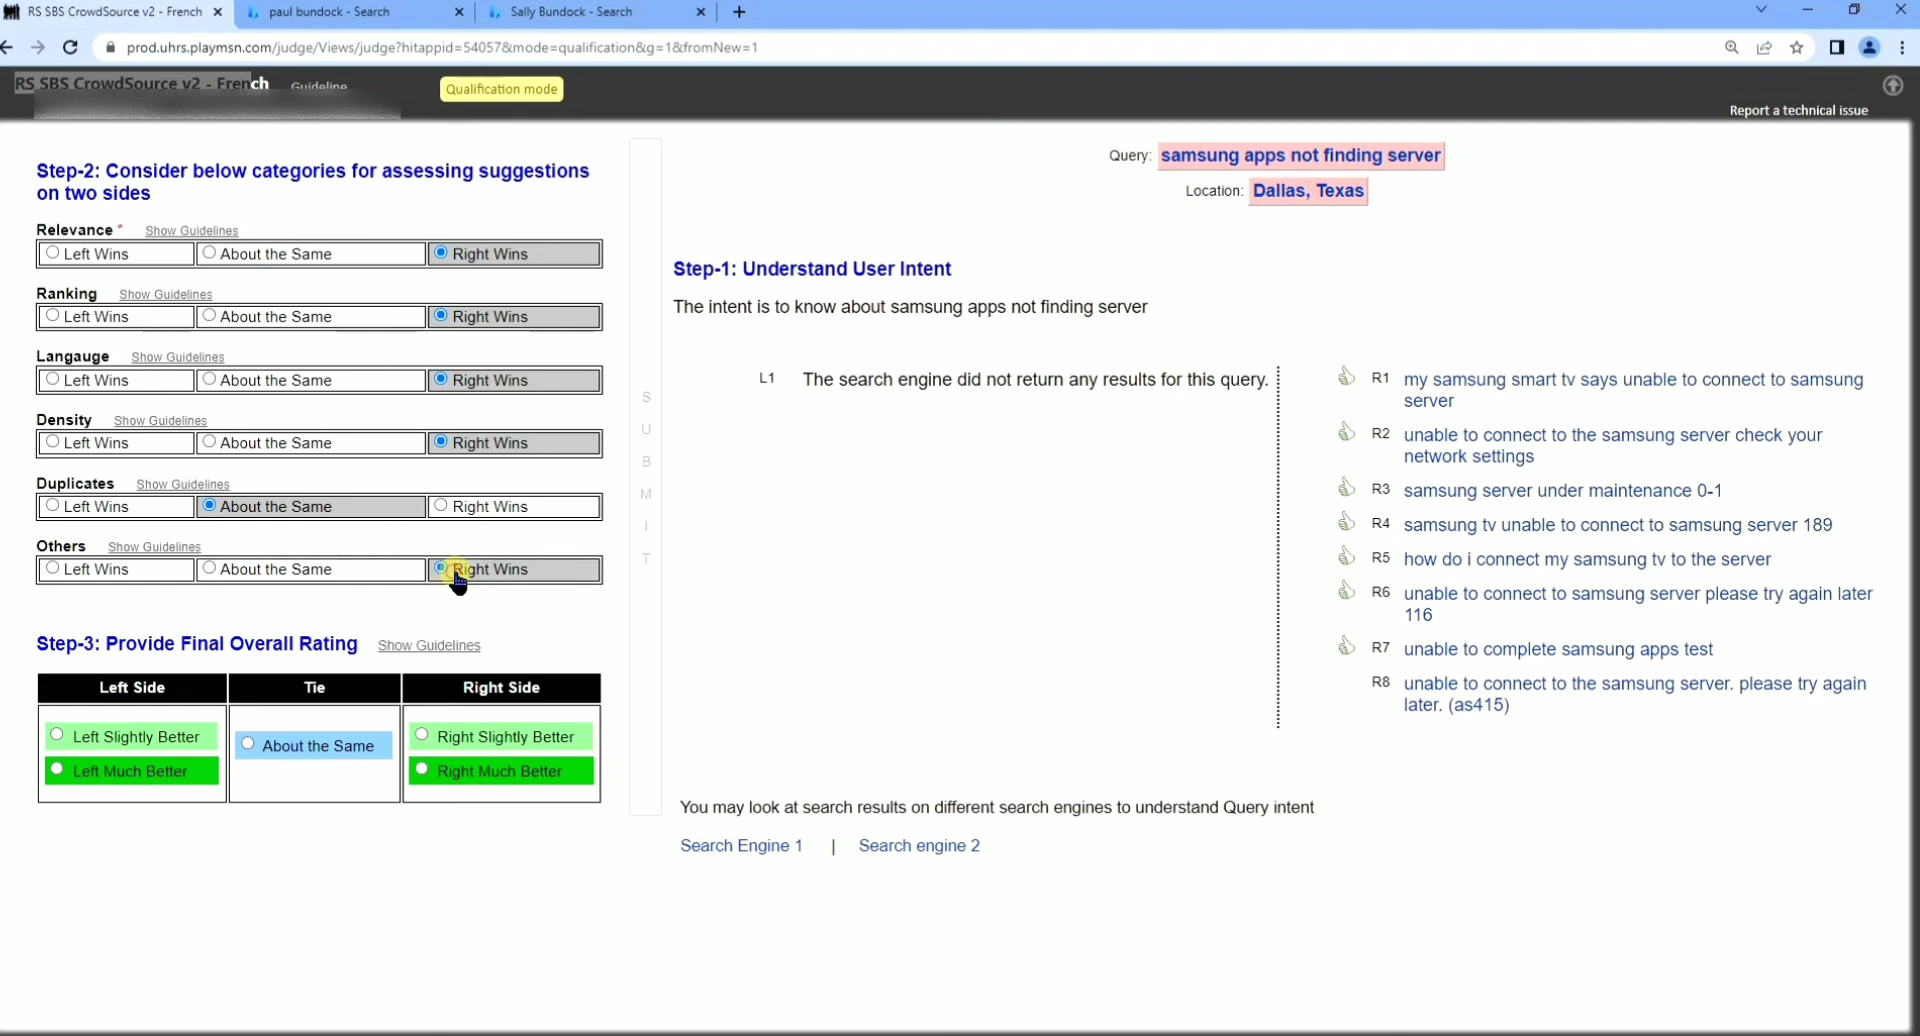 RS SBS CrowdSource v2 - French
paul bundock - Search
Sally Bundock - Search
prod.uhrs.playmsn.com/judge/Views/judge?hitappid=54057&mode=qualification&g=1&fromNew=1
RS SBS CrowdSource v2 - French
Guideline
Qualification mode
Report a technical issue
Step-2: Consider below categories for assessing suggestions
on two sides
Relevance * Show Guidelines
Left Wins About the Same Right Wins
Ranking Show Guidelines
Left Wins About the Same Right Wins
Langauge Show Guidelines
Left Wins About the Same Right Wins
Density Show Guidelines
Left Wins About the Same Right Wins
Duplicates Show Guidelines
Left Wins About the Same Right Wins
Others Show Guidelines
Left Wins About the Same Right Wins
Step-3: Provide Final Overall Rating Show Guidelines
Left Side Tie Right Side
Left Slightly Better About the Same Right Slightly Better
Left Much Better Right Much Better
S
U
B
M
I
T
Query: samsung apps not finding server
Location: Dallas, Texas
Step-1: Understand User Intent
The intent is to know about samsung apps not finding server
L1 The search engine did not return any results for this query.
R1 my samsung smart tv says unable to connect to samsung
server
R2 unable to connect to the samsung server check your
network settings
R3 samsung server under maintenance 0-1
R4 samsung tv unable to connect to samsung server 189
R5 how do i connect my samsung tv to the server
R6 unable to connect to samsung server please try again later
116
R7 unable to complete samsung apps test
R8 unable to connect to the samsung server. please try again
later. (as415)
You may look at search results on different search engines to understand Query intent
Search Engine 1 | Search engine 2